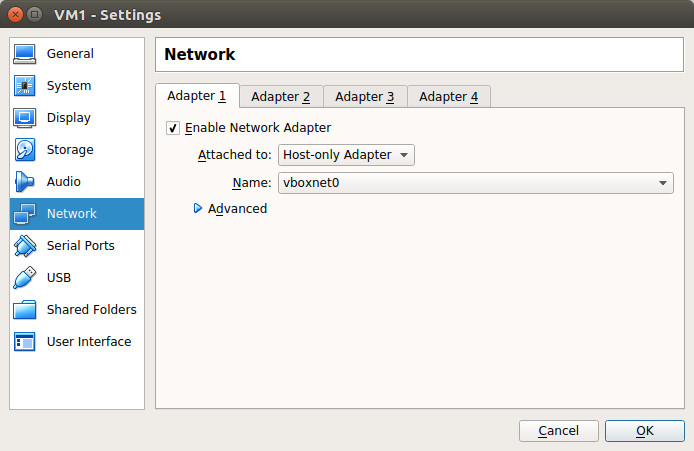 VM1 - Settings
General
System
Display
Storage
Audio
Network
Serial Ports
USB
Shared Folders
User Interface
Network
Adapter 1 Adapter 2 Adapter 3 Adapter 4
Enable Network Adapter
Attached to: Host-only Adapter
Name: vboxnet0
Advanced
Cancel OK